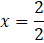 x = 2/2